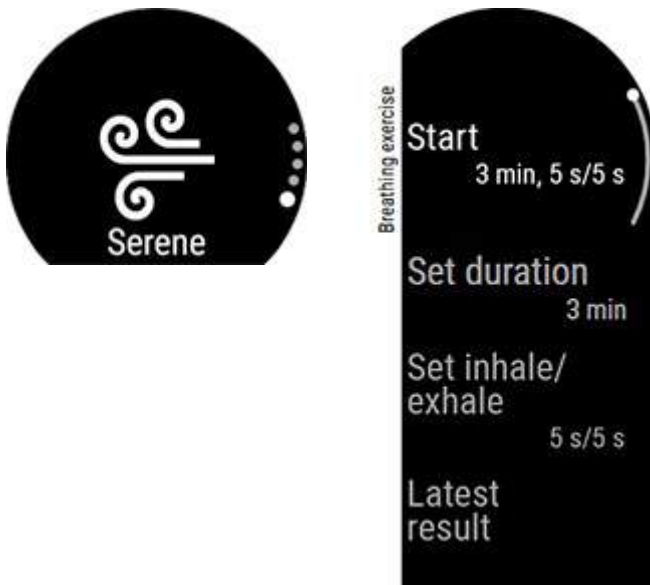 Serene
Breathing exercise
Start
3 min, 5 s/5 s
Set duration
3 min
Set inhale/
exhale
5 s/5 s
Latest
result